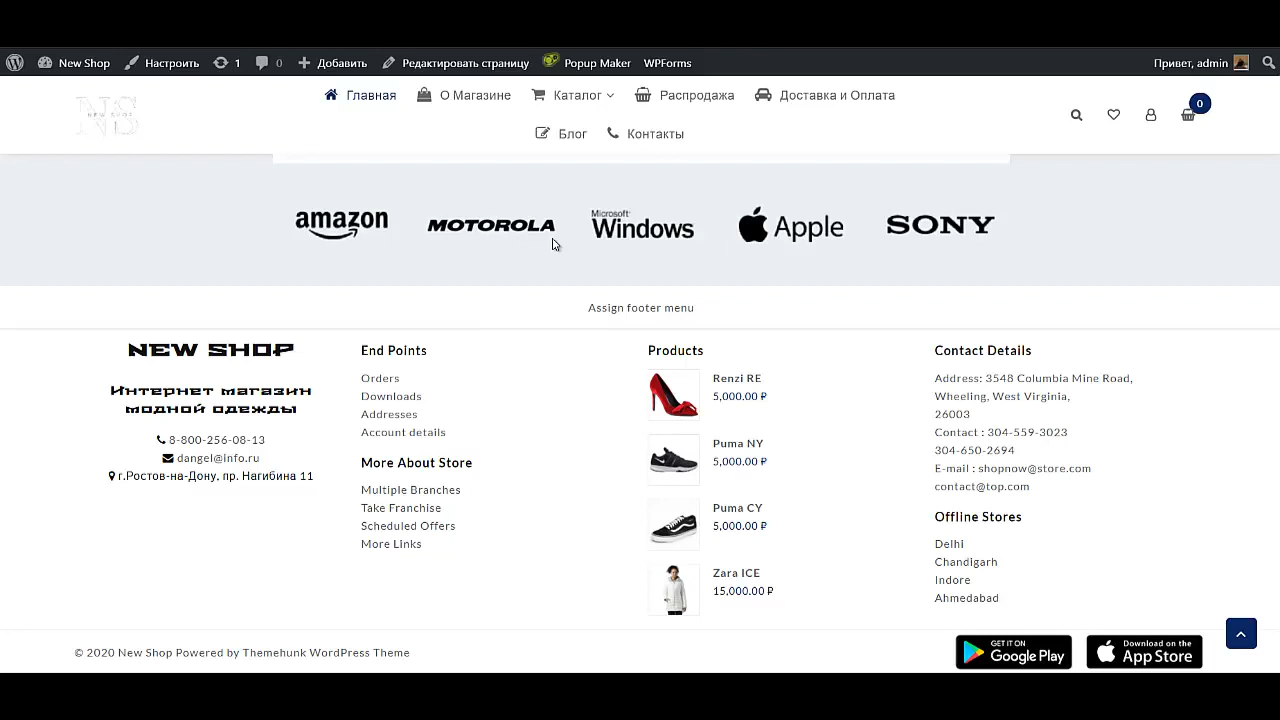 New Shop
Настроить
1
0
Добавить
Редактировать страницу
Popup Maker
WPForms
Привет, admin
NS
NEW SHOP
Главная
О Магазине
Каталог
Распродажа
Доставка и Оплата
Блог
Контакты
0
amazon
MOTOROLA
Microsoft
Windows
Apple
SONY
Assign footer menu
NEW SHOP
Интернет магазин
модной одежды
8-800-256-08-13
dangel@info.ru
г.Ростов-на-Дону, пр. Нагибина 11
End Points
Orders
Downloads
Addresses
Account details
More About Store
Multiple Branches
Take Franchise
Scheduled Offers
More Links
Products
Renzi RE
5,000.00 ₽
Puma NY
5,000.00 ₽
Puma CY
5,000.00 ₽
Zara ICE
15,000.00 ₽
Contact Details
Address: 3548 Columbia Mine Road,
Wheeling, West Virginia,
26003
Contact : 304-559-3023
304-650-2694
E-mail : shopnow@store.com
contact@top.com
Offline Stores
Delhi
Chandigarh
Indore
Ahmedabad
© 2020 New Shop Powered by Themehunk WordPress Theme
GET IT ON
Google Play
Download on the
App Store